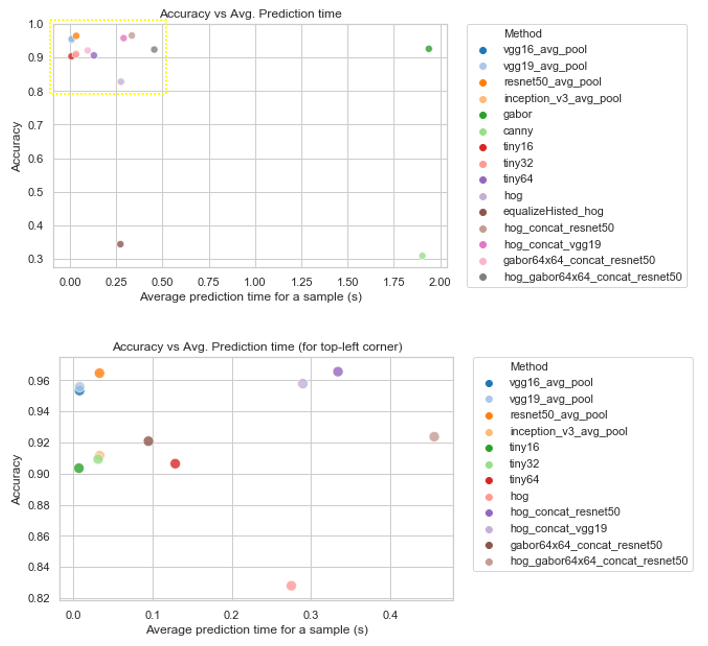 Accuracy vs Avg. Prediction time
1.0
0.9
0.8
0.7
0.6
0.5
0.4
0.3
Accuracy
0.00 0.25 0.50 0.75 1.00 1.25 1.50 1.75 2.00
Average prediction time for a sample (s)
Method
vgg16_avg_pool
vgg19_avg_pool
resnet50_avg_pool
inception_v3_avg_pool
gabor
canny
tiny16
tiny32
tiny64
hog
equalizeHisted_hog
hog_concat_resnet50
hog_concat_vgg19
gabor64x64_concat_resnet50
hog_gabor64x64_concat_resnet50
Accuracy vs Avg. Prediction time (for top-left corner)
0.96
0.94
0.92
0.90
0.88
0.86
0.84
0.82
Accuracy
0.0 0.1 0.2 0.3 0.4
Average prediction time for a sample (s)
Method
vgg16_avg_pool
vgg19_avg_pool
resnet50_avg_pool
inception_v3_avg_pool
tiny16
tiny32
tiny64
hog
hog_concat_resnet50
hog_concat_vgg19
gabor64x64_concat_resnet50
hog_gabor64x64_concat_resnet50